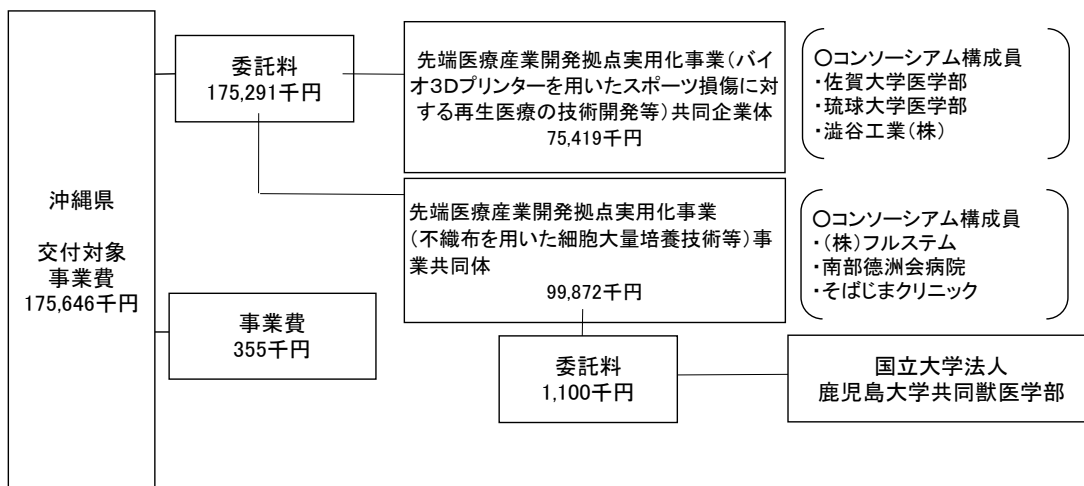 沖縄県
交付対象
事業費
175,646千円
委託料
175,291千円
先端医療産業開発拠点実用化事業(バイ
オ3Dプリンターを用いたスポーツ損傷に対
する再生医療の技術開発等)共同企業体
75,419千円
〇コンソーシアム構成員
・佐賀大学医学部
・琉球大学医学部
・澁谷工業(株)
先端医療産業開発拠点実用化事業
(不織布を用いた細胞大量培養技術等)事
業共同体
99,872千円
〇コンソーシアム構成員
・(株)フルステム
・南部德洲会病院
・そばじまクリニック
事業費
355千円
委託料
1,100千円
国立大学法人
鹿児島大学共同獣医学部